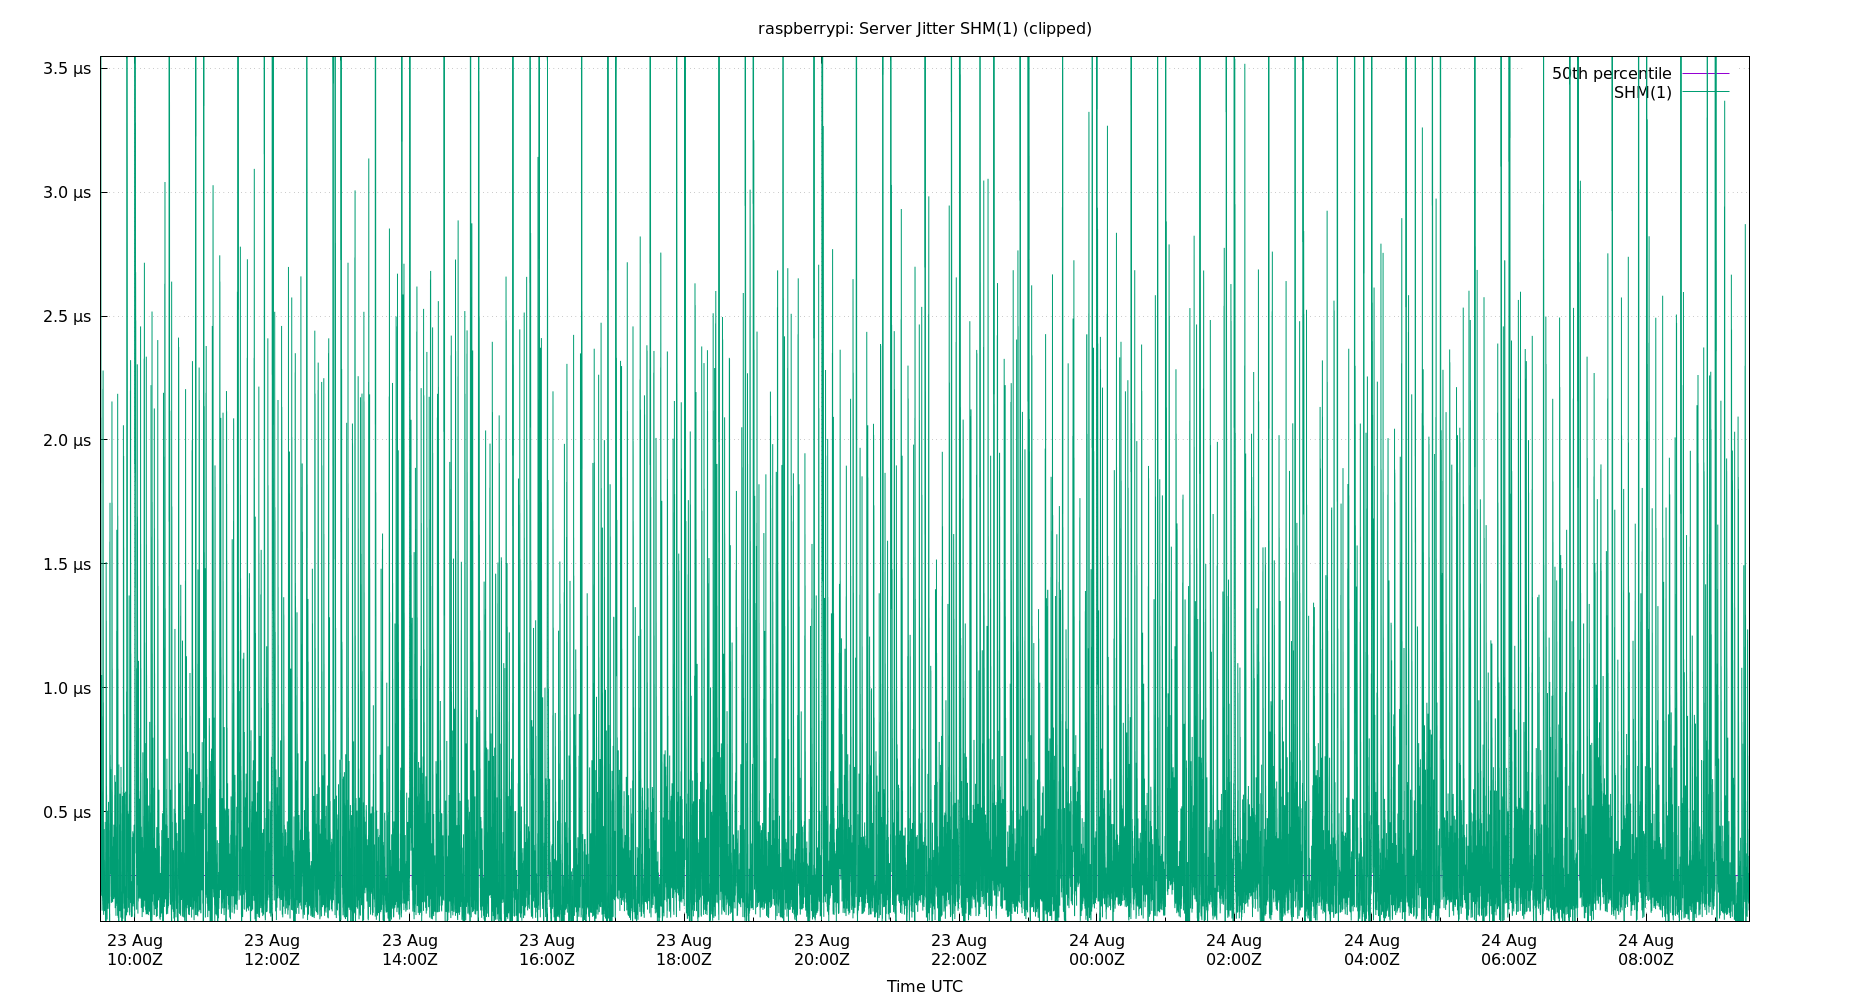 raspberrypi: Server Jitter SHM(1) (clipped)
3.5 µs
3.0 µs
2.5 µs
2.0 µs
1.5 µs
1.0 µs
0.5 µs
50th percentile
SHM(1)
23 Aug 23 Aug 23 Aug 23 Aug 23 Aug 23 Aug 23 Aug 24 Aug 24 Aug 24 Aug 24 Aug 24 Aug
10:00Z 12:00Z 14:00Z 16:00Z 18:00Z 20:00Z 22:00Z 00:00Z 02:00Z 04:00Z 06:00Z 08:00Z
Time UTC